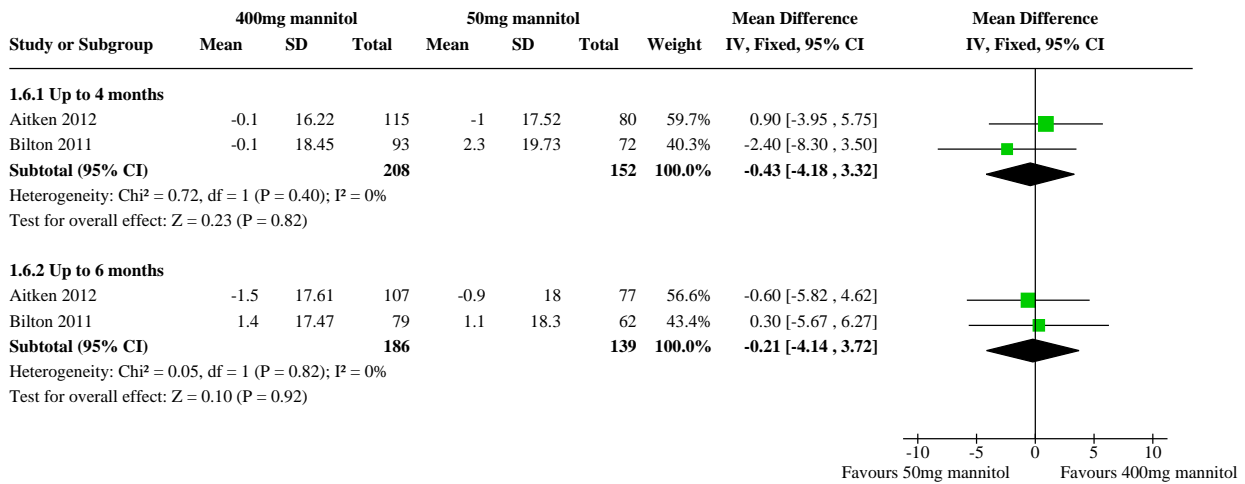 400mg mannitol 50mg mannitol Mean Difference Mean Difference
Study or Subgroup Mean SD Total Mean SD Total Weight IV, Fixed, 95% CI IV, Fixed, 95% CI
1.6.1 Up to 4 months
Aitken 2012 -0.1 16.22 115 -1 17.52 80 59.7% 0.90 [-3.95 , 5.75]
Bilton 2011 -0.1 18.45 93 2.3 19.73 72 40.3% -2.40 [-8.30 , 3.50]
Subtotal (95% CI) 208 152 100.0% -0.43 [-4.18 , 3.32]
Heterogeneity: Chi² = 0.72, df = 1 (P = 0.40); I² = 0%
Test for overall effect: Z = 0.23 (P = 0.82)
1.6.2 Up to 6 months
Aitken 2012 -1.5 17.61 107 -0.9 18 77 56.6% -0.60 [-5.82 , 4.62]
Bilton 2011 1.4 17.47 79 1.1 18.3 62 43.4% 0.30 [-5.67 , 6.27]
Subtotal (95% CI) 186 139 100.0% -0.21 [-4.14 , 3.72]
Heterogeneity: Chi² = 0.05, df = 1 (P = 0.82); I² = 0%
Test for overall effect: Z = 0.10 (P = 0.92)
-10 -5 0 5 10
Favours 50mg mannitol Favours 400mg mannitol